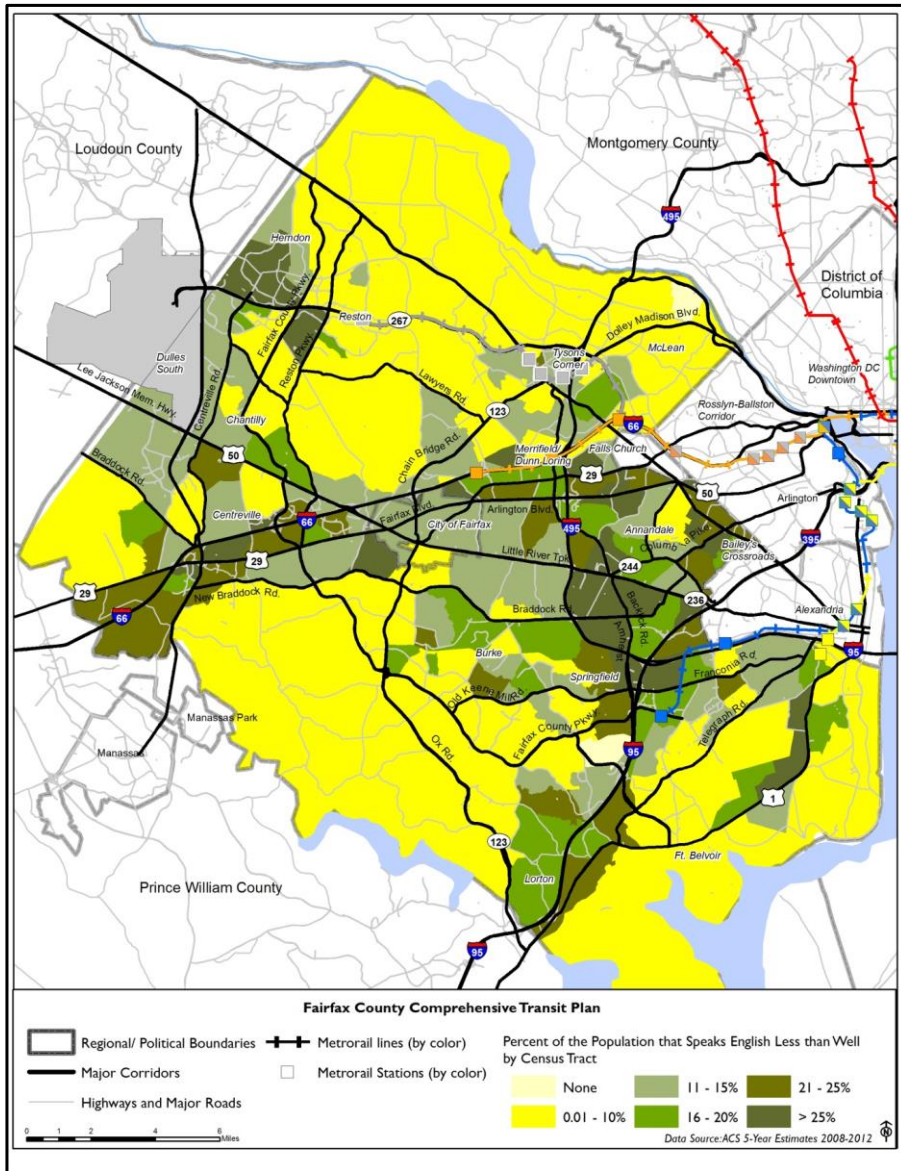 Loudoun County
Montgomery County
495
Herndon
District of
Columbia
Fairfax County Hkwy.
Reston
267
Dolley Madison Blvd.
McLean
Tysons
Corner
Dulles
South
Reston Pkwy.
Washington DC
Downtown
Lee Jackson Mem. Hwy.
Centreville Rd.
Lawyers Rd.
123
Rosslyn-Ballston
Corridor
Chantilly
66
Chain Bridge Rd.
Merrifield/
Dunn Loring
Falls Church
50
29
50
Braddock Rd.
Centreville
66
Fairfax Blvd.
City of Fairfax
Arlington Blvd.
495
Annandale
Arlington
395
Columb a Pike
Bailey's
Crossroads
Little River Tpk.
29
29
244
236
66
New Braddock Rd.
Braddock Rd.
Backlick Rd.
Amherst
Alexandria
Burke
Springfield
Franconia Rd.
95
Old Keene Mill Rd.
Fairfax County Pkwy.
Telegraph Rd.
Manassas Park
Manassas
Ox Rd.
95
1
123
Ft. Belvoir
Prince William County
Lorton
95
Fairfax County Comprehensive Transit Plan
Regional/ Political Boundaries
Metrorail lines (by color)
Major Corridors
Metrorail Stations (by color)
Highways and Major Roads
Percent of the Population that Speaks English Less than Well
by Census Tract
None
11 - 15%
21 - 25%
0.01 - 10%
16 - 20%
> 25%
0 1 2 4 6
Miles
Data Source: ACS 5-Year Estimates 2008-2012
N